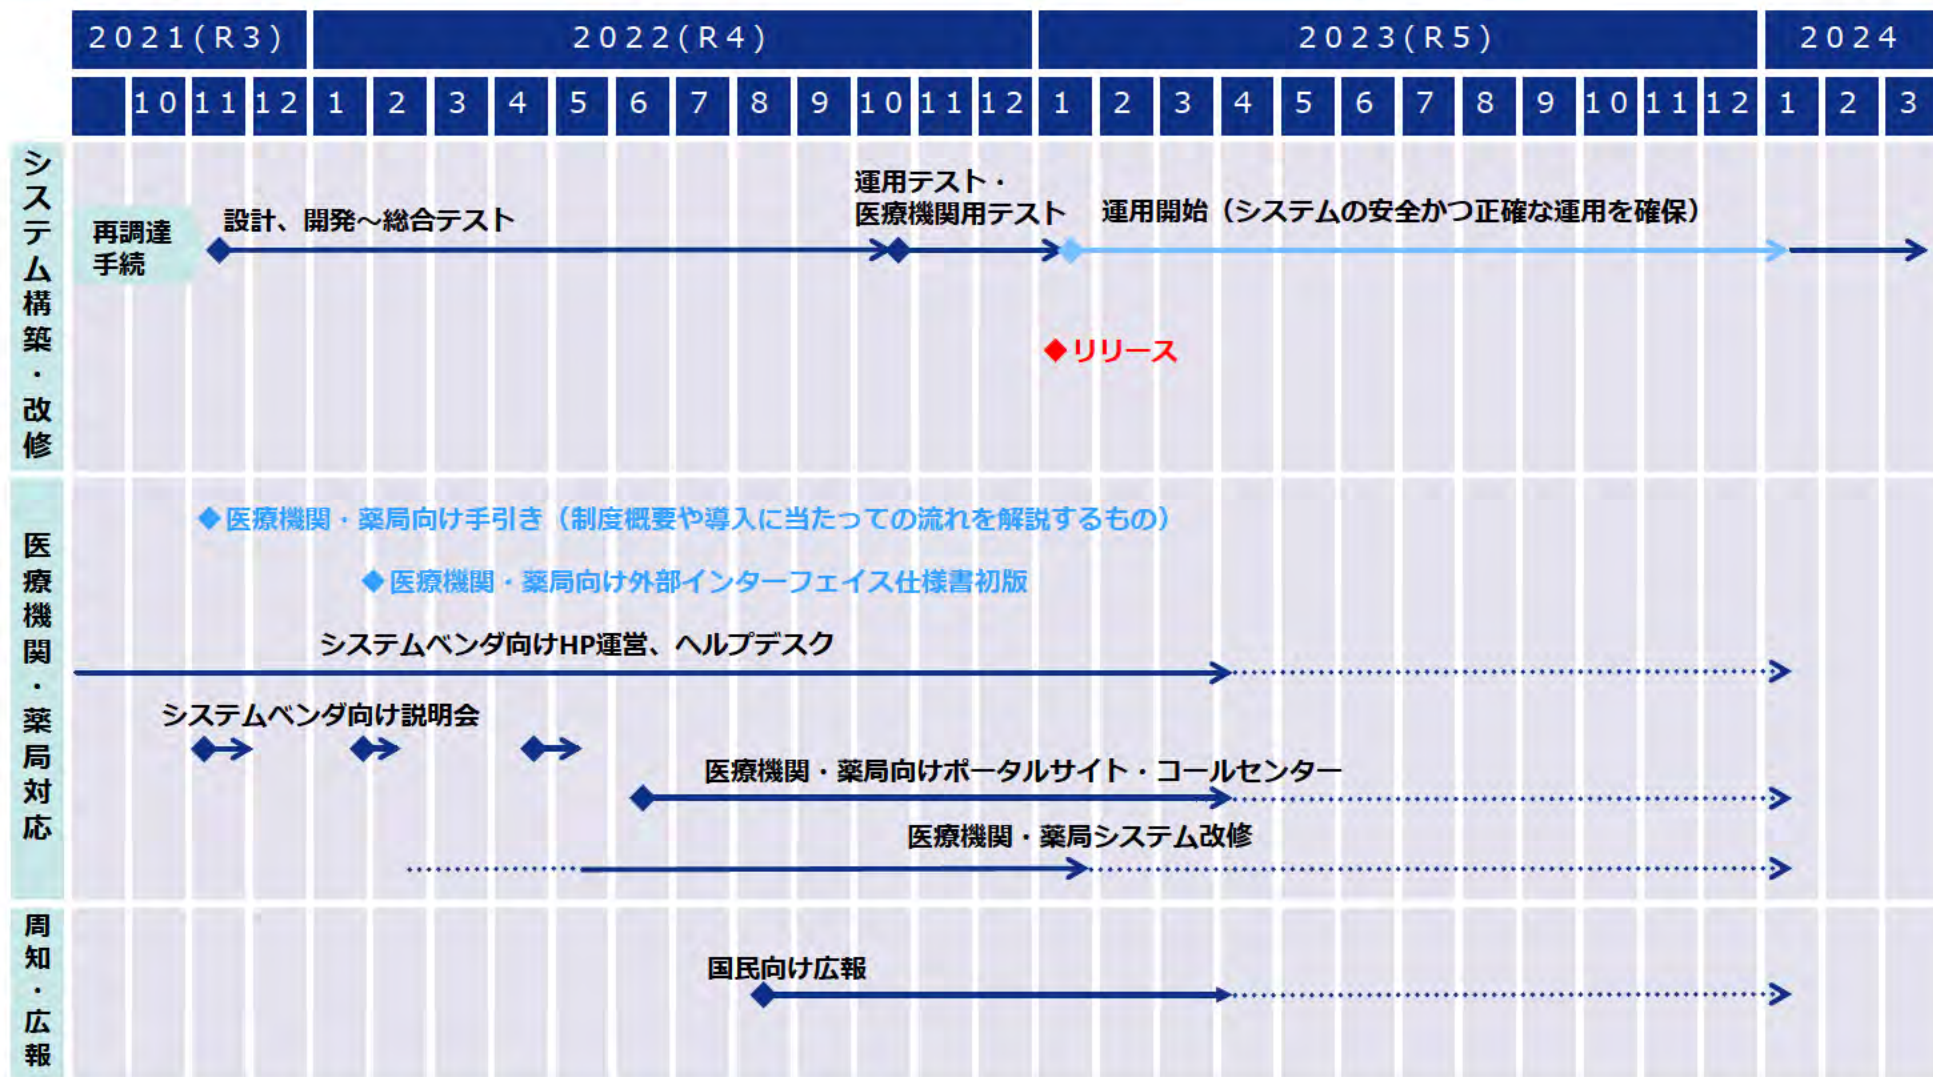 2021(R3) 2022(R4) 2023(R5) 2024
10 11 12 1 2 3 4 5 6 7 8 9 10 11 12 1 2 3 4 5 6 7 8 9 10 11 12 1 2 3
システム構築・改修
再調達
手続
設計、開発～総合テスト
運用テスト・
医療機関用テスト
運用開始（システムの安全かつ正確な運用を確保）
◆リリース
医療機関・薬局対応
◆医療機関・薬局向け手引き（制度概要や導入に当たっての流れを解説するもの）
◆医療機関・薬局向け外部インターフェイス仕様書初版
システムベンダ向けHP運営、ヘルプデスク
システムベンダ向け説明会
医療機関・薬局向けポータルサイト・コールセンター
医療機関・薬局システム改修
周知・広報
国民向け広報